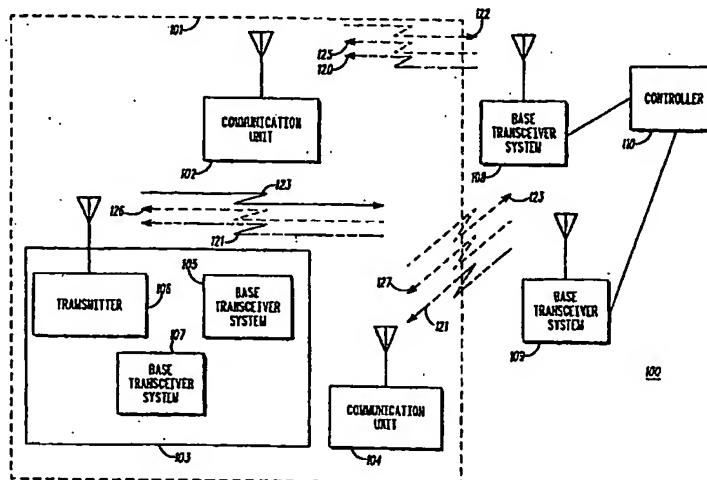 101
122
125
120
COMMUNICATION
UNIT
102
BASE
TRANSCEIVER
SYSTEM
108
CONTROLLER
110
123
126
121
123
127
121
TRANSMITTER
106
105
BASE
TRANSCEIVER
SYSTEM
107
BASE
TRANSCEIVER
SYSTEM
103
COMMUNICATION
UNIT
104
BASE
TRANSCEIVER
SYSTEM
109
100